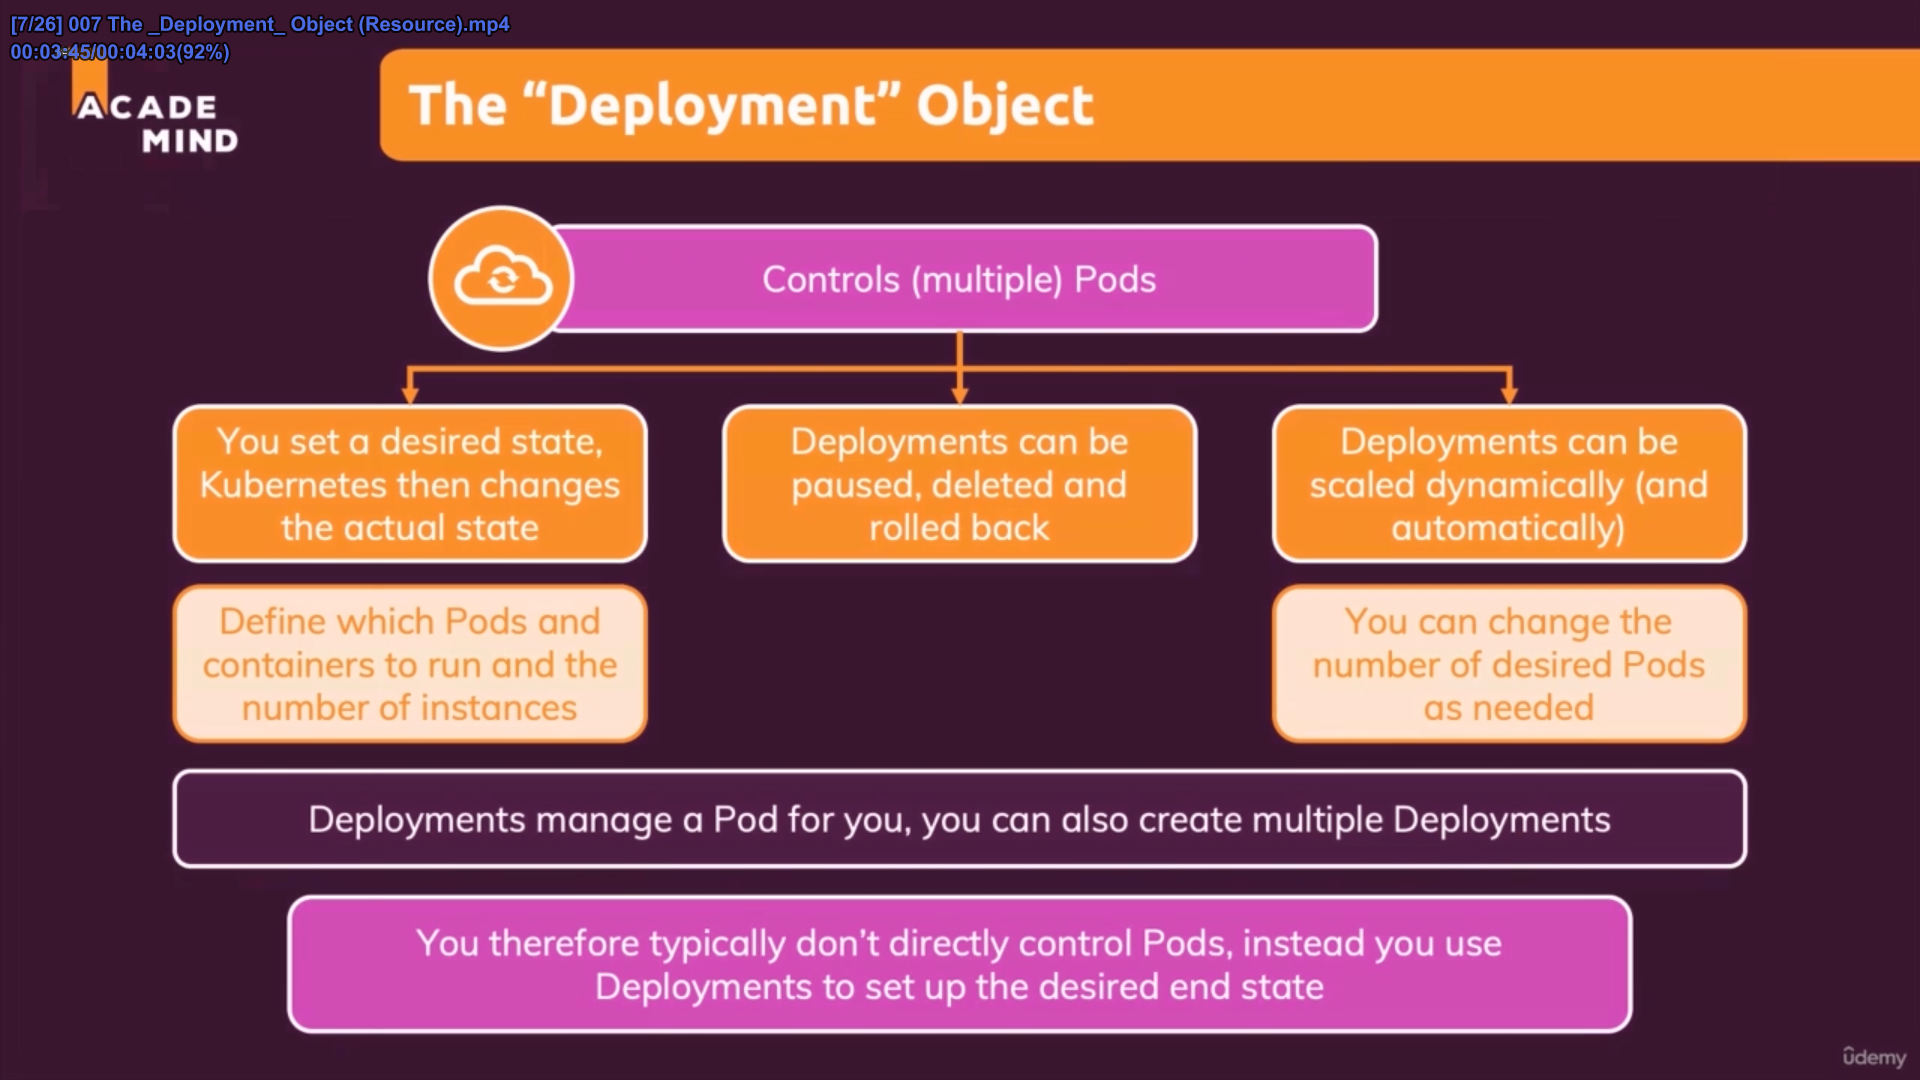 [7/26] 007 The _Deployment_ Object (Resource).mp4
00:03:45/00:04:03(92%)
ACADE
MIND
The “Deployment” Object
Controls (multiple) Pods
You set a desired state,
Kubernetes then changes
the actual state
Deployments can be
paused, deleted and
rolled back
Deployments can be
scaled dynamically (and
automatically)
Define which Pods and
containers to run and the
number of instances
You can change the
number of desired Pods
as needed
Deployments manage a Pod for you, you can also create multiple Deployments
You therefore typically don’t directly control Pods, instead you use
Deployments to set up the desired end state
ûdemy